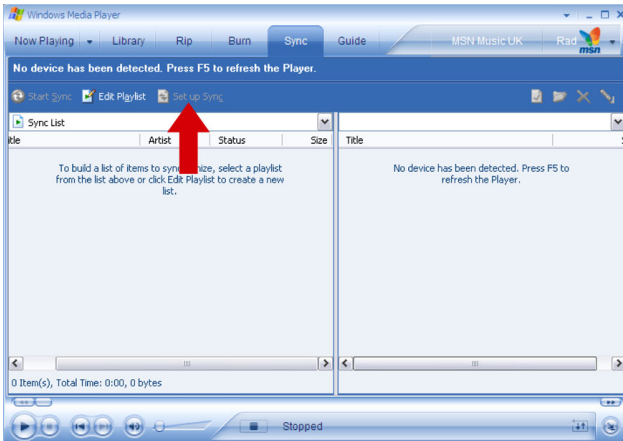 Windows Media Player
Now Playing Library Rip Burn Sync Guide MSN Music UK Rad msn
No device has been detected. Press F5 to refresh the Player.
Start Sync Edit Playlist Set up Sync
Sync List
itle Artist Status Size Title
To build a list of items to synchronize, select a playlist
from the list above or click Edit Playlist to create a new
list.
No device has been detected. Press F5 to
refresh the Player.
0 Item(s), Total Time: 0:00, 0 bytes
Stopped